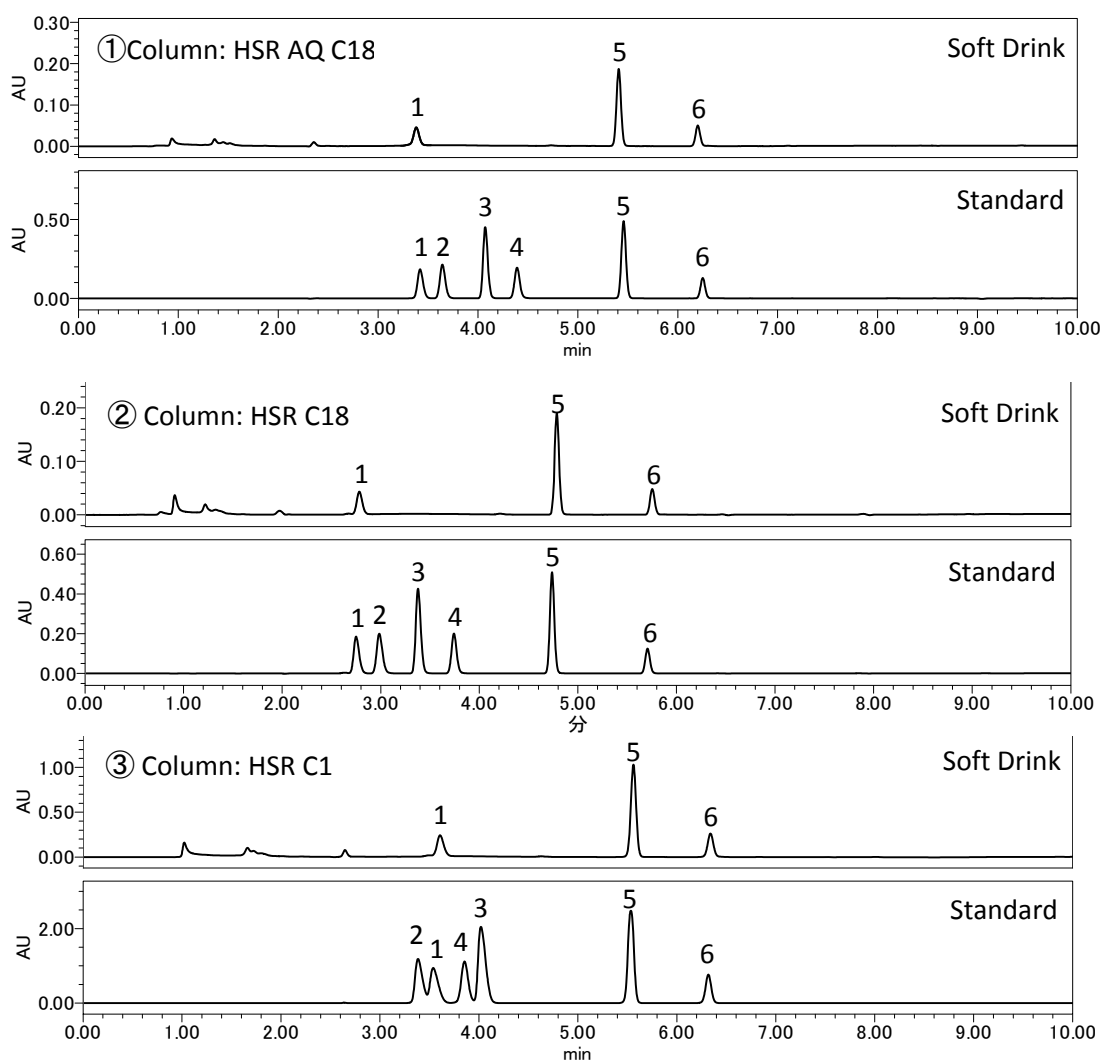 ①Column: HSR AQ C18
Soft Drink
AU
0.30
0.20
0.10
0.00
1
5
6
Standard
AU
0.50
0.00
1 2 3 4 5 6
0.00 1.00 2.00 3.00 4.00 5.00 6.00 7.00 8.00 9.00 10.00
min
② Column: HSR C18
Soft Drink
AU
0.20
0.10
0.00
1
5
6
Standard
AU
0.60
0.40
0.20
0.00
1 2 3 4 5 6
0.00 1.00 2.00 3.00 4.00 5.00 6.00 7.00 8.00 9.00 10.00
分
③ Column: HSR C1
Soft Drink
AU
1.00
0.50
0.00
1
5
6
Standard
AU
2.00
0.00
2 1 4 3 5 6
0.00 1.00 2.00 3.00 4.00 5.00 6.00 7.00 8.00 9.00 10.00
min